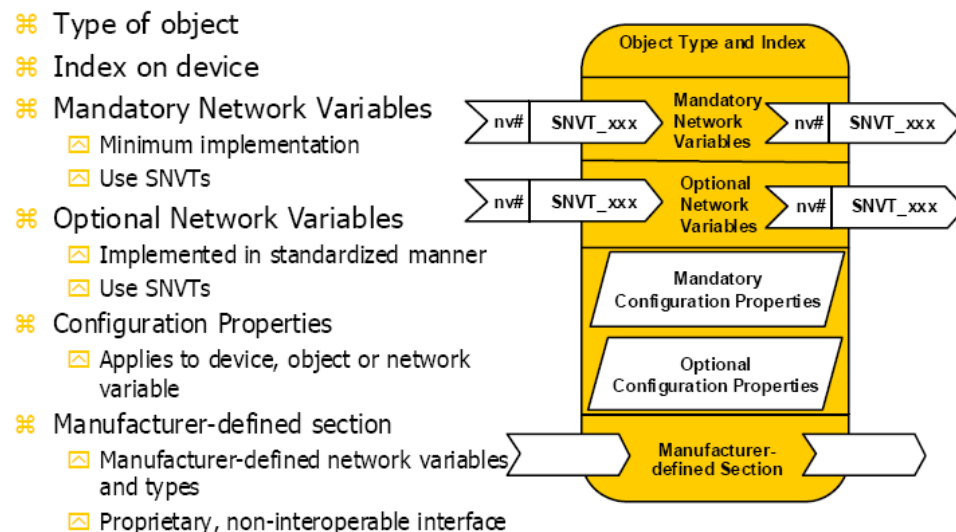 Type of object
Index on device
Mandatory Network Variables
Minimum implementation
Use SNVTs
Optional Network Variables
Implemented in standardized manner
Use SNVTs
Configuration Properties
Applies to device, object or network
variable
Manufacturer-defined section
Manufacturer-defined network variables
and types
Proprietary, non-interoperable interface
Object Type and Index
nv# SNVT_xxx
Mandatory
Network
Variables
nv# SNVT_xxx
nv# SNVT_xxx
Optional
Network
Variables
nv# SNVT_xxx
Mandatory
Configuration Properties
Optional
Configuration Properties
Manufacturer-
defined Section